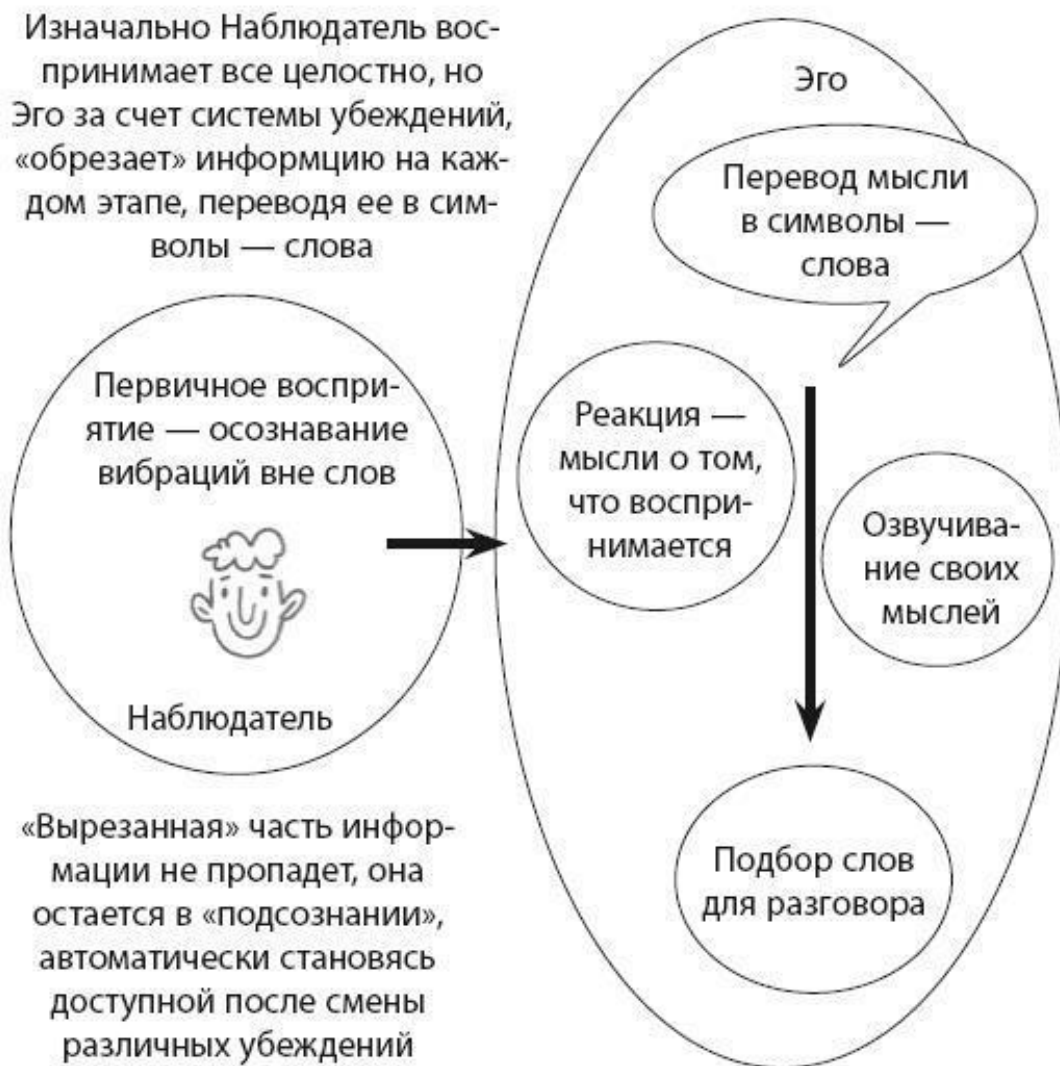 Изначально Наблюдатель вос-
принимает все целостно, но
Эго за счет системы убеждений,
«обрезает» информцию на каж-
дом этапе, переводя ее в сим-
волы — слова
Эго
Перевод мысли
в символы —
слова
Первичное воспри-
ятие — осознавание
вибраций вне слов
Наблюдатель
Реакция —
мысли о том,
что воспри-
нимается
Озвучива-
ние своих
мыслей
Подбор слов
для разговора
«Вырезанная» часть инфор-
мации не пропадет, она
остается в «подсознании»,
автоматически становясь
доступной после смены
различных убеждений